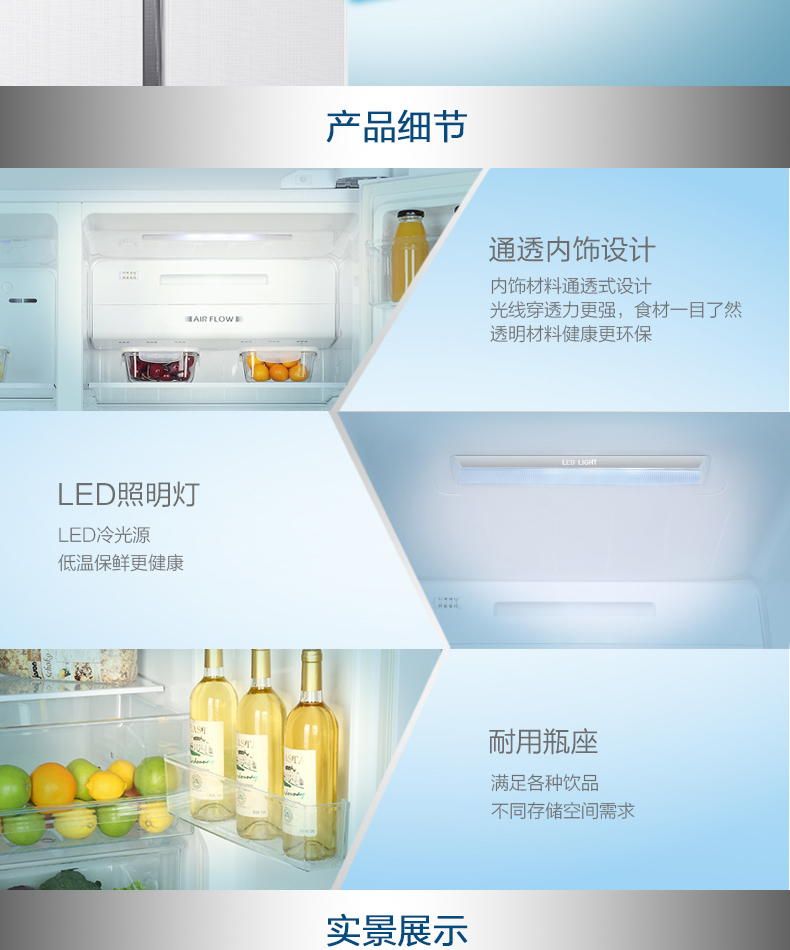 产品细节
通透内饰设计
内饰材料通透式设计
光线穿透力更强，食材一目了然
透明材料健康更环保
AIR FLOW
LED LIGHT
LED照明灯
LED冷光源
低温保鲜更健康
耐用瓶座
满足各种饮品
不同存储空间需求
实景展示